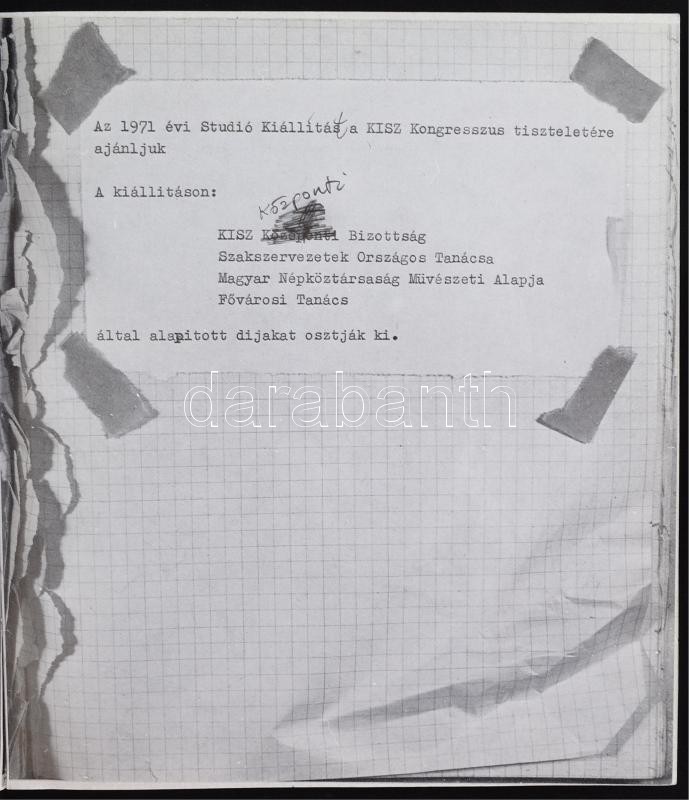 Az 1971 évi Studió Kiállítást a KISZ Kongresszus tiszteletére
ajánljuk
A kiállitáson:
Központi
KISZ Központi Bizottság
Szakszervezetek Országos Tanácsa
Magyar Népköztársaság Müvészeti Alapja
Fővárosi Tanács
által alapitott dijakat osztják ki.
darabanth